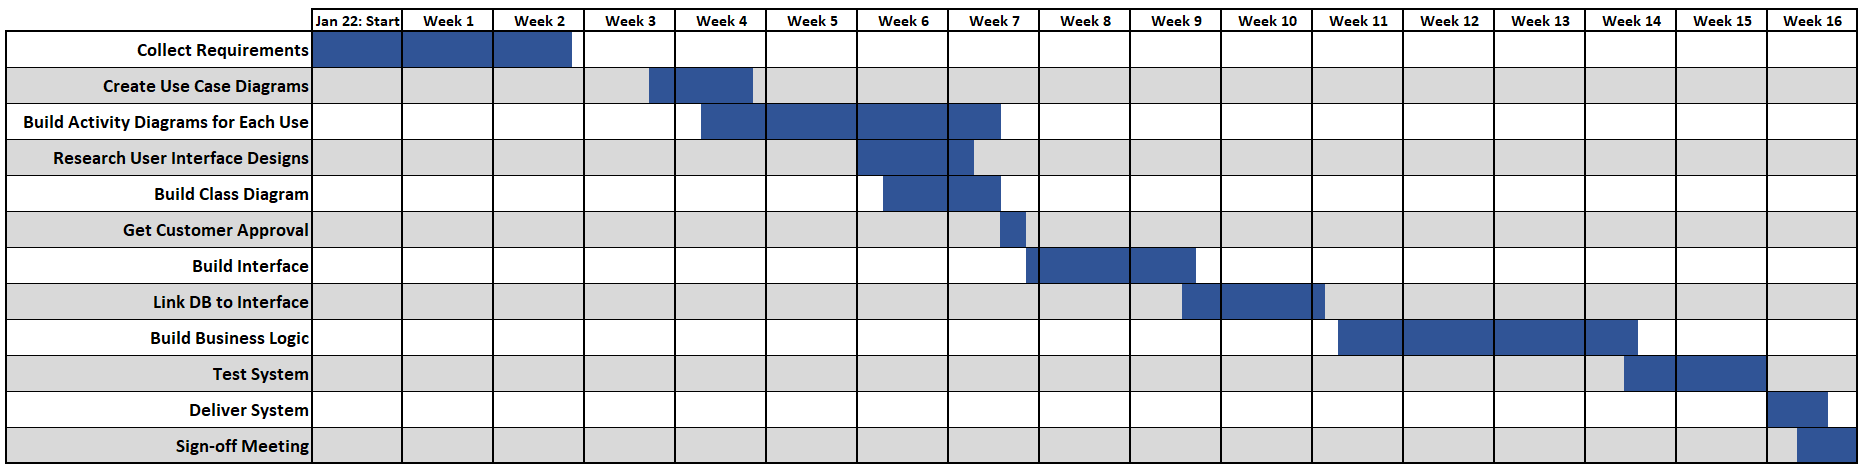 Jan 22: Start Week 1 Week 2 Week 3 Week 4 Week 5 Week 6 Week 7 Week 8 Week 9 Week 10 Week 11 Week 12 Week 13 Week 14 Week 15 Week 16
Collect Requirements
Create Use Case Diagrams
Build Activity Diagrams for Each Use
Research User Interface Designs
Build Class Diagram
Get Customer Approval
Build Interface
Link DB to Interface
Build Business Logic
Test System
Deliver System
Sign-off Meeting